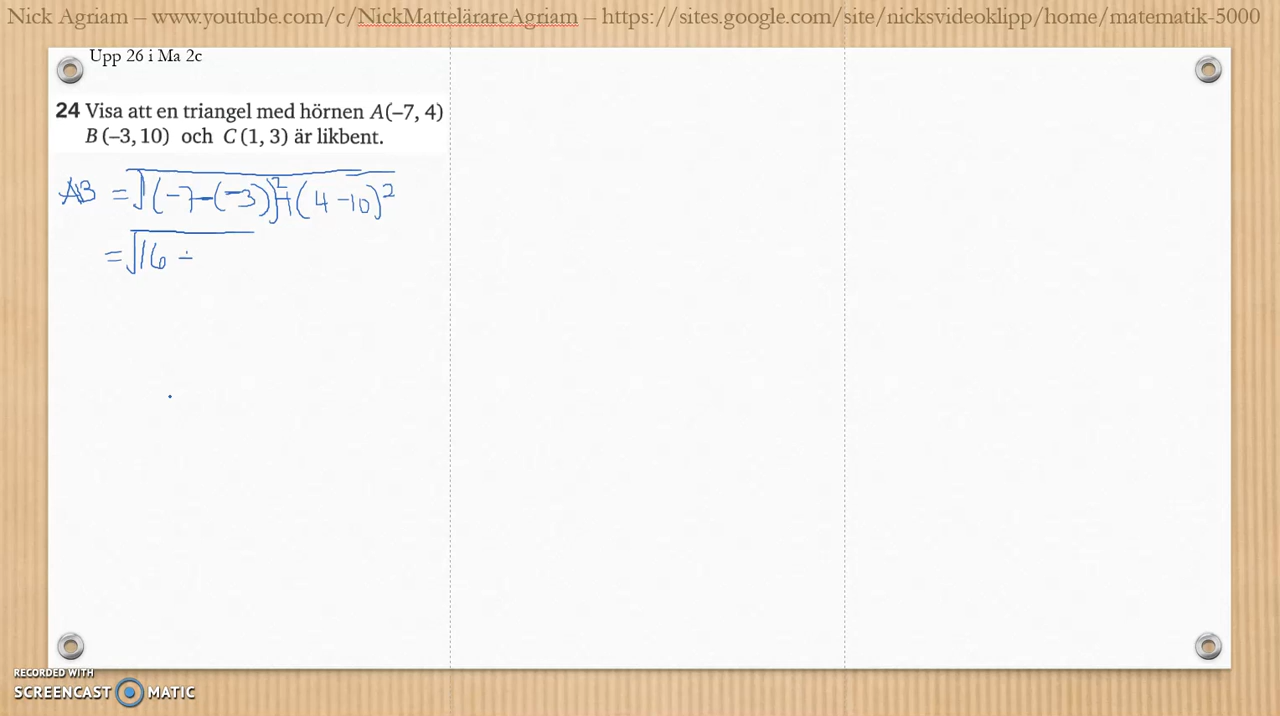 Nick Agriam – www.youtube.com/c/NickMattelärareAgriam – https://sites.google.com/site/nicksvideoklipp/home/matematik-5000
Upp 26 i Ma 2c
24 Visa att en triangel med hörnen A(–7, 4)
B (–3, 10) och C (1, 3) är likbent.
AB = √(-7-(-3))²+(4-10)²
= √16 +
RECORDED WITH
SCREENCAST MATIC